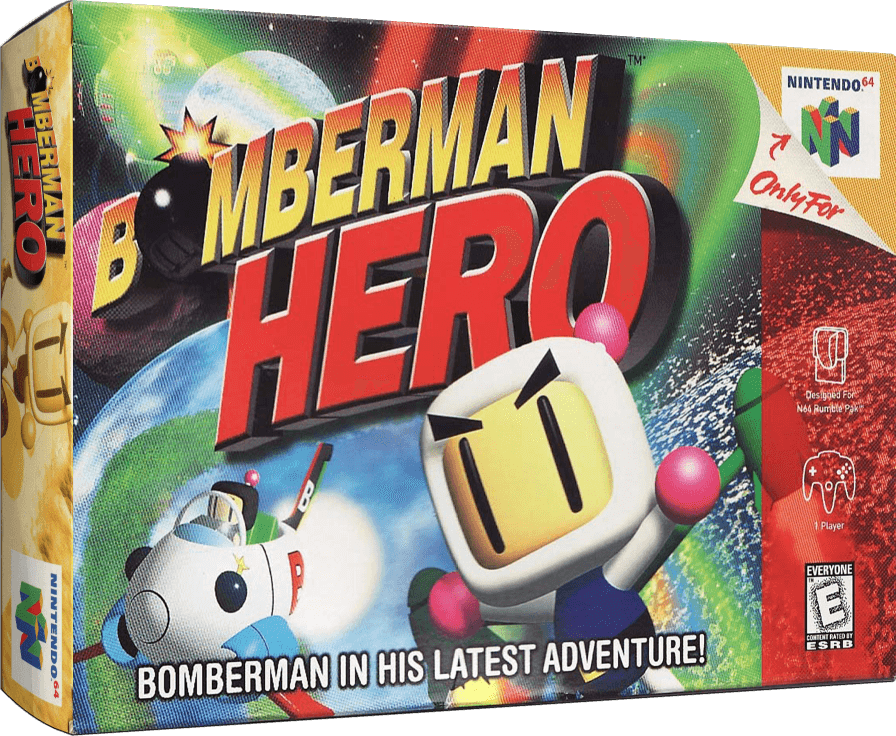 BOMBERMAN
HERO
TM
BOMBERMAN
HERO
NINTENDO64
Only For
Designed For
N64 Rumble Pak™
1 Player
EVERYONE
E
CONTENT RATED BY
ESRB
B
B
BOMBERMAN IN HIS LATEST ADVENTURE!
NINTENDO64